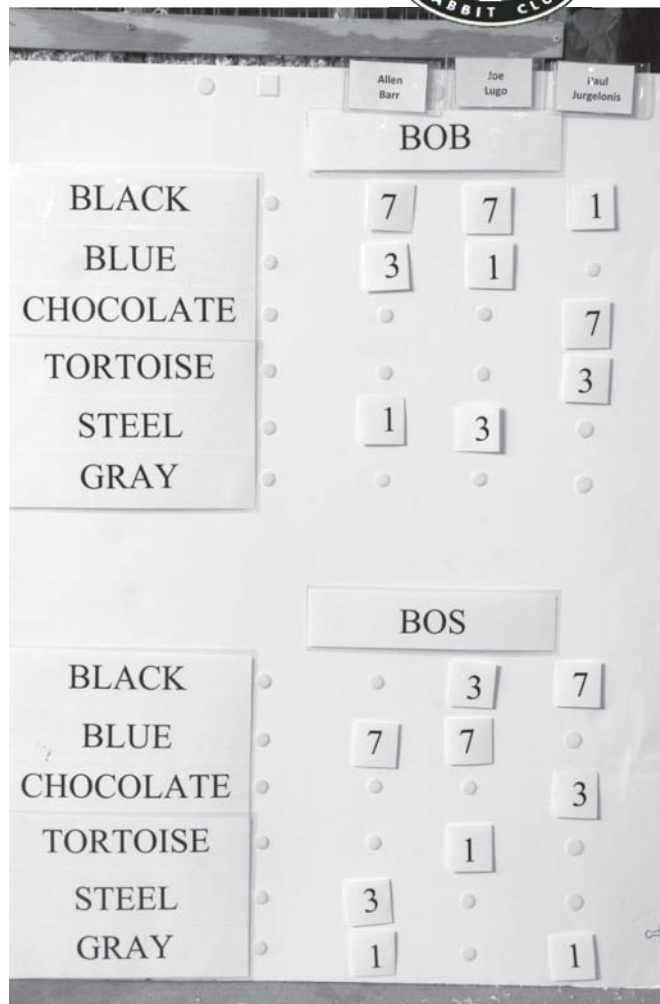 RABBIT CLU
Allen Joe Paul
Barr Lugo Jurgelonis
BOB
BLACK 7 7 1
BLUE 3 1
CHOCOLATE 7
TORTOISE 3
STEEL 1 3
GRAY
BOS
BLACK 3 7
BLUE 7 7
CHOCOLATE 3
TORTOISE 1
STEEL 3
GRAY 1 1